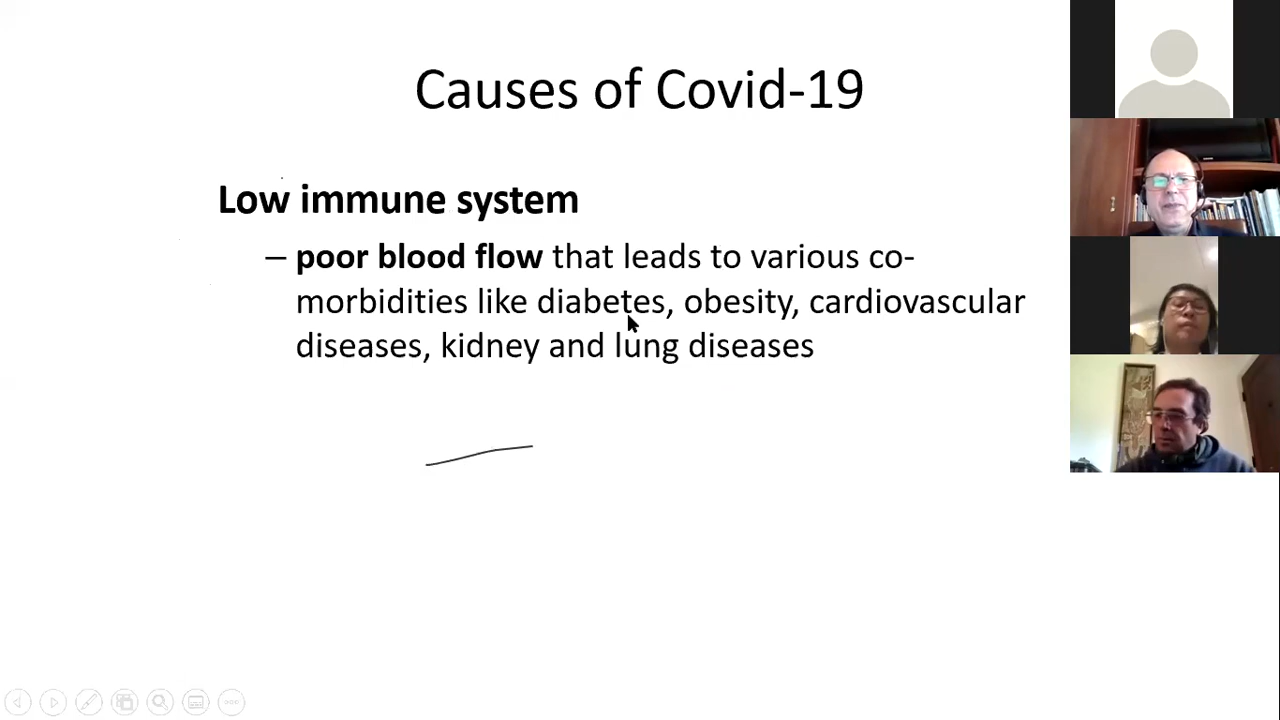 Causes of Covid-19
Low immune system
– poor blood flow that leads to various co-
morbidities like diabetes, obesity, cardiovascular
diseases, kidney and lung diseases